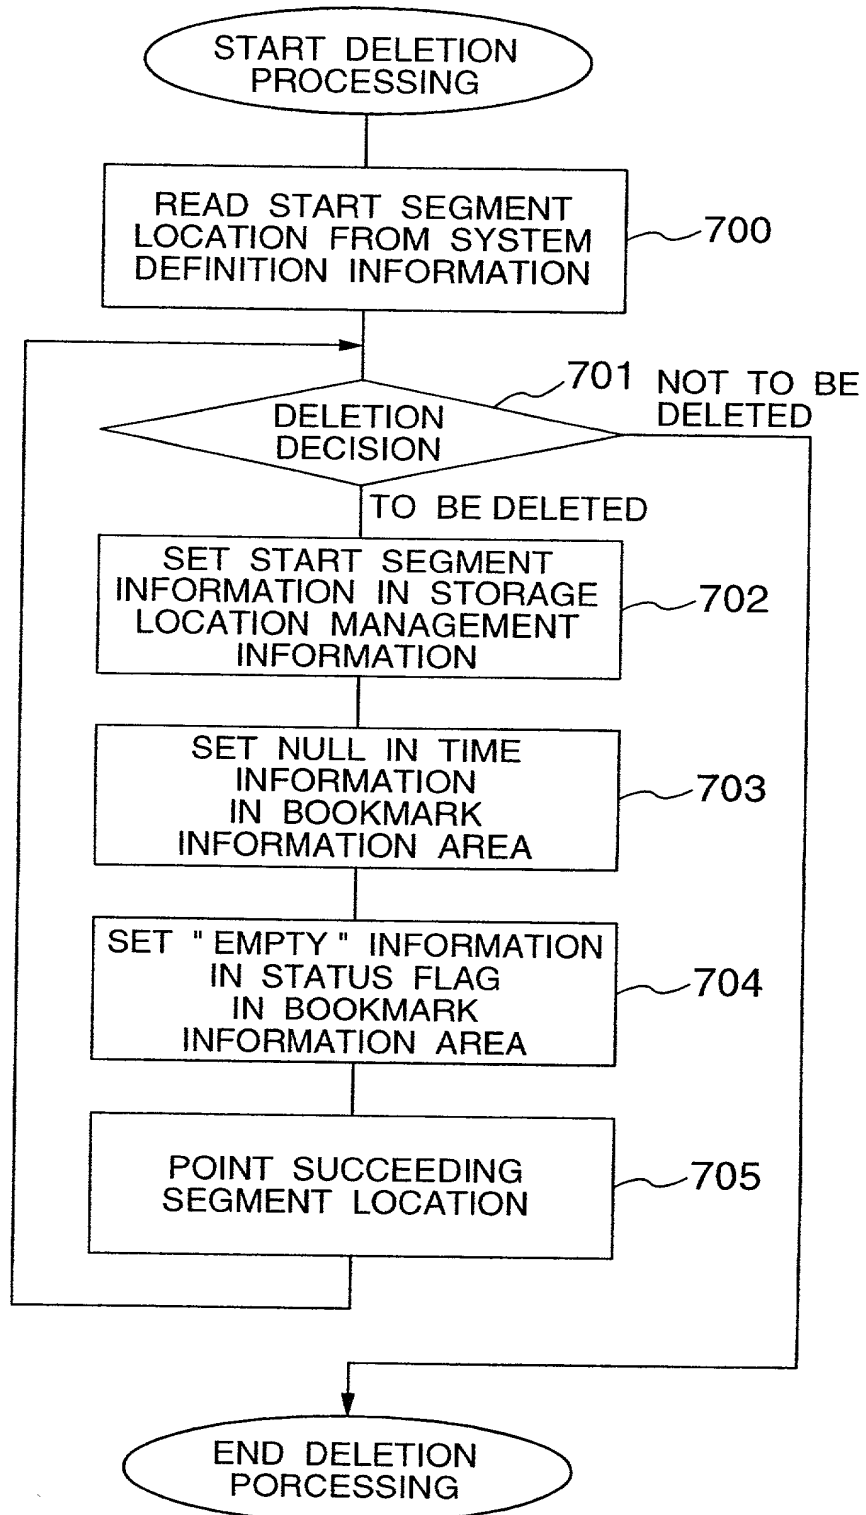 START DELETION
PROCESSING
READ START SEGMENT
LOCATION FROM SYSTEM
DEFINITION INFORMATION
700
701
NOT TO BE
DELETED
DELETION
DECISION
TO BE DELETED
SET START SEGMENT
INFORMATION IN STORAGE
LOCATION MANAGEMENT
INFORMATION
702
SET NULL IN TIME
INFORMATION
IN BOOKMARK
INFORMATION AREA
703
SET "EMPTY" INFORMATION
IN STATUS FLAG
IN BOOKMARK
INFORMATION AREA
704
POINT SUCCEEDING
SEGMENT LOCATION
705
END DELETION
PORCESSING